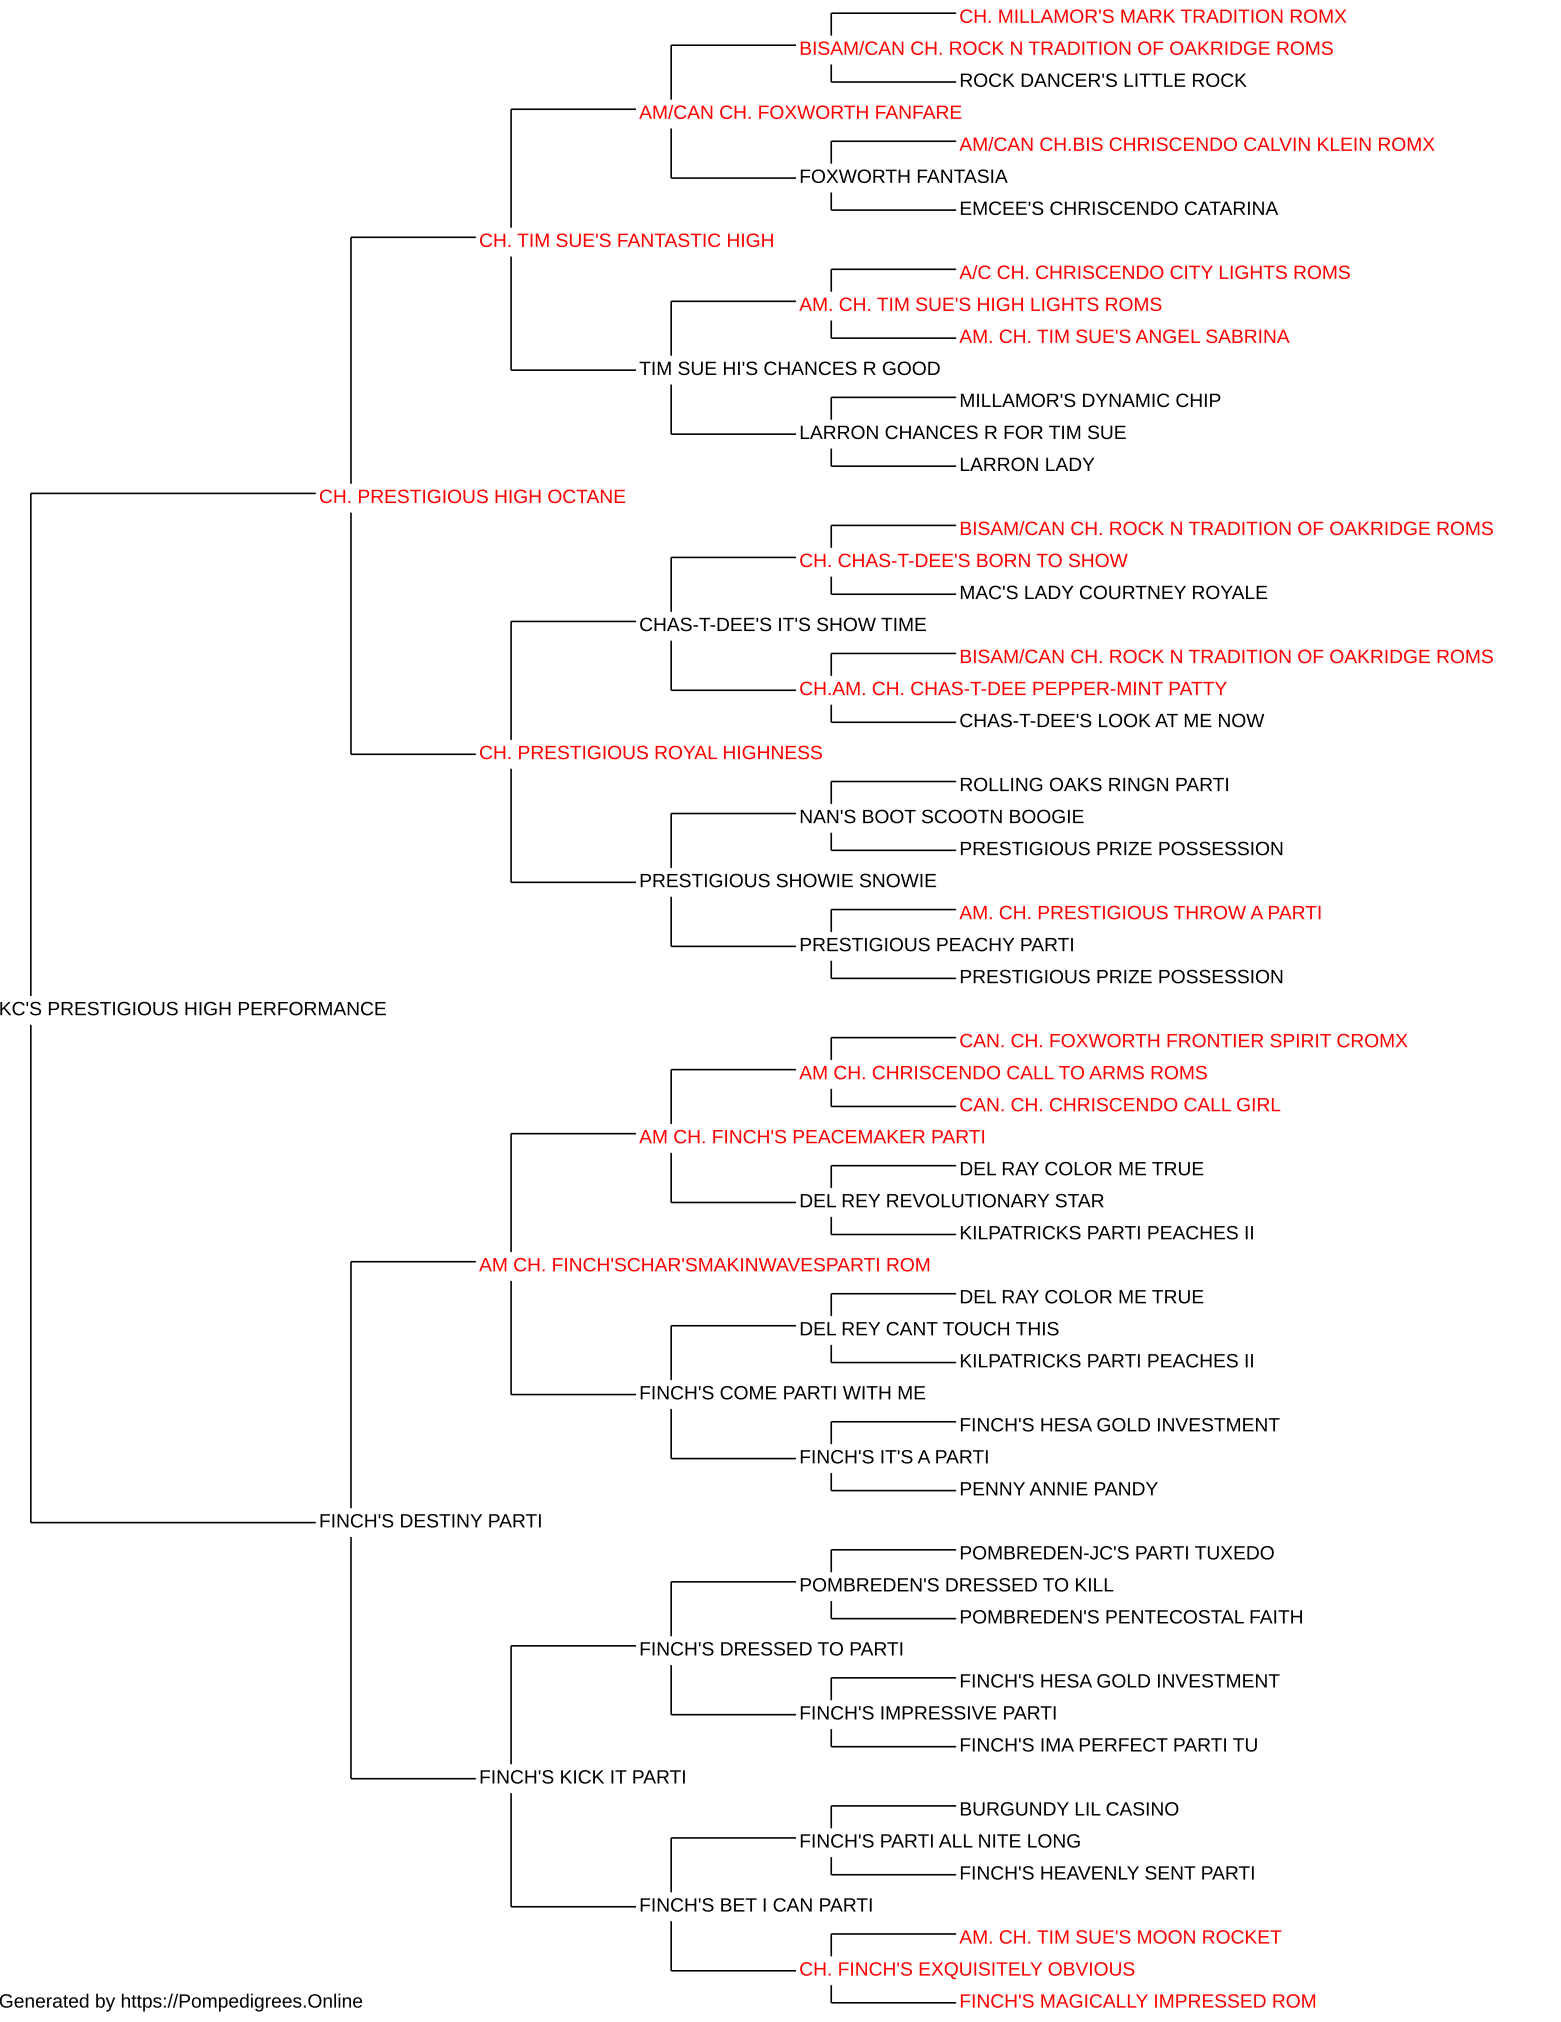 CH. MILLAMOR'S MARK TRADITION ROMX
BISAM/CAN CH. ROCK N TRADITION OF OAKRIDGE ROMS
ROCK DANCER'S LITTLE ROCK
AM/CAN CH. FOXWORTH FANFARE
AM/CAN CH.BIS CHRISCENDO CALVIN KLEIN ROMX
FOXWORTH FANTASIA
EMCEE'S CHRISCENDO CATARINA
CH. TIM SUE'S FANTASTIC HIGH
A/C CH. CHRISCENDO CITY LIGHTS ROMS
AM. CH. TIM SUE'S HIGH LIGHTS ROMS
AM. CH. TIM SUE'S ANGEL SABRINA
TIM SUE HI'S CHANCES R GOOD
MILLAMOR'S DYNAMIC CHIP
LARRON CHANCES R FOR TIM SUE
LARRON LADY
CH. PRESTIGIOUS HIGH OCTANE
BISAM/CAN CH. ROCK N TRADITION OF OAKRIDGE ROMS
CH. CHAS-T-DEE'S BORN TO SHOW
MAC'S LADY COURTNEY ROYALE
CHAS-T-DEE'S IT'S SHOW TIME
BISAM/CAN CH. ROCK N TRADITION OF OAKRIDGE ROMS
CH.AM. CH. CHAS-T-DEE PEPPER-MINT PATTY
CHAS-T-DEE'S LOOK AT ME NOW
CH. PRESTIGIOUS ROYAL HIGHNESS
ROLLING OAKS RINGN PARTI
NAN'S BOOT SCOOTN BOOGIE
PRESTIGIOUS PRIZE POSSESSION
PRESTIGIOUS SHOWIE SNOWIE
AM. CH. PRESTIGIOUS THROW A PARTI
PRESTIGIOUS PEACHY PARTI
PRESTIGIOUS PRIZE POSSESSION
KC'S PRESTIGIOUS HIGH PERFORMANCE
CAN. CH. FOXWORTH FRONTIER SPIRIT CROMX
AM CH. CHRISCENDO CALL TO ARMS ROMS
CAN. CH. CHRISCENDO CALL GIRL
AM CH. FINCH'S PEACEMAKER PARTI
DEL RAY COLOR ME TRUE
DEL REY REVOLUTIONARY STAR
KILPATRICKS PARTI PEACHES II
AM CH. FINCH'SCHAR'SMAKINWAVESPARTI ROM
DEL RAY COLOR ME TRUE
DEL REY CANT TOUCH THIS
KILPATRICKS PARTI PEACHES II
FINCH'S COME PARTI WITH ME
FINCH'S HESA GOLD INVESTMENT
FINCH'S IT'S A PARTI
PENNY ANNIE PANDY
FINCH'S DESTINY PARTI
POMBREDEN-JC'S PARTI TUXEDO
POMBREDEN'S DRESSED TO KILL
POMBREDEN'S PENTECOSTAL FAITH
FINCH'S DRESSED TO PARTI
FINCH'S HESA GOLD INVESTMENT
FINCH'S IMPRESSIVE PARTI
FINCH'S IMA PERFECT PARTI TU
FINCH'S KICK IT PARTI
BURGUNDY LIL CASINO
FINCH'S PARTI ALL NITE LONG
FINCH'S HEAVENLY SENT PARTI
FINCH'S BET I CAN PARTI
AM. CH. TIM SUE'S MOON ROCKET
CH. FINCH'S EXQUISITELY OBVIOUS
FINCH'S MAGICALLY IMPRESSED ROM
Generated by https://Pompedigrees.Online